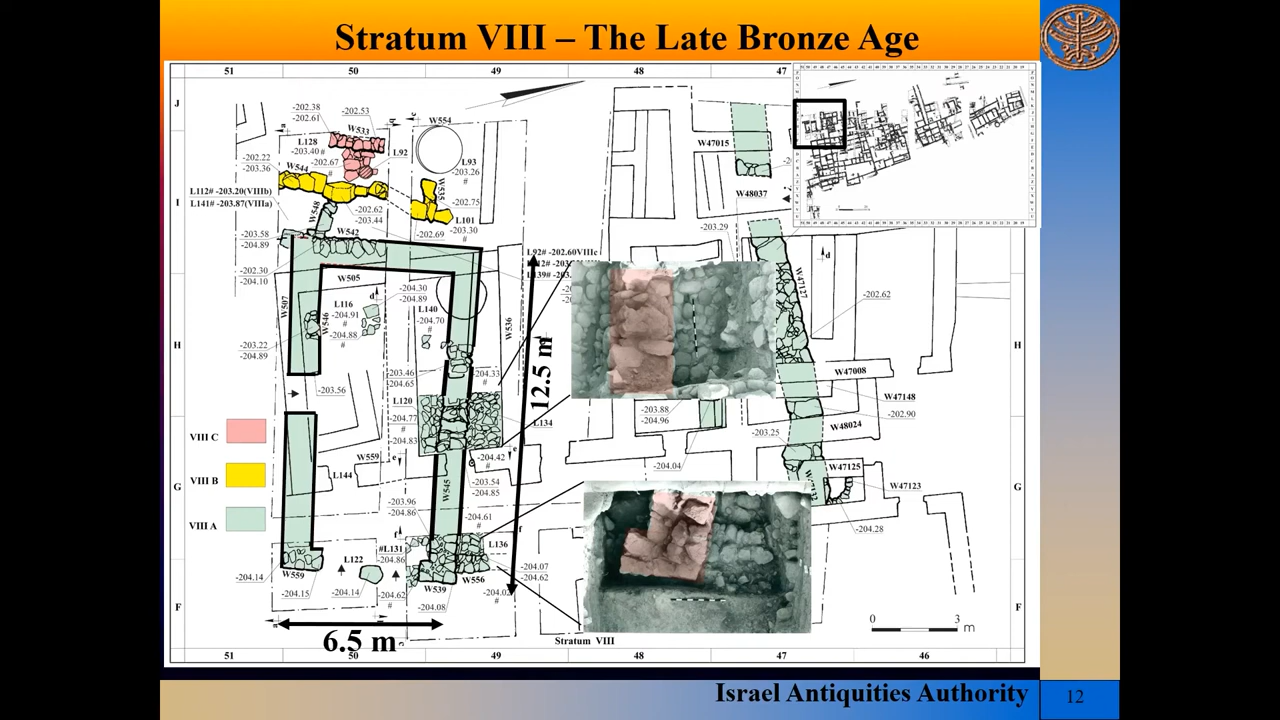 Stratum VIII – The Late Bronze Age
51 50 49 48 47
J
I
H
G
F
-202.38
-202.61
-202.53
W533
L128
-203.40 #
-202.67
#
L92
W554
L93
-203.26
#
-202.22
-203.36
W544
L112# -203.20(VIIIb)
L141# -203.87(VIIIa)
W548
-202.62
-203.44
W535
-202.75
L101
-203.30
#
-202.69
-203.58
-204.89
W542
-202.30
-204.10
W505
W507
W546
L116
-204.91
#
-204.88
#
d
-204.30
-204.89
L140
-204.70
#
W536
L92# -202.60VIIIc
-203.22
-204.89
-203.56
-203.46
-204.65
-204.33
#
L120
-204.77
#
-204.83
L134
12.5 m
-204.42
#
W559
L144
-203.54
-204.85
W545
-203.96
-204.86
-204.61
#
#L131
-204.86
L136
L122
-204.14
W559
-204.15
-204.14
-204.62
#
W539
-204.08
W556
-204.07
-204.62
#
6.5 m
W47015
W48037
-203.29
d
W47127
-202.62
W47008
W47148
-202.90
W48024
-203.25
-203.88
-204.96
-204.04
W47125
W47123
-204.28
VIII C
VIII B
VIII A
0 3
m
Stratum VIII
51 50 49 48 47 46
I
H
G
F
Israel Antiquities Authority
12